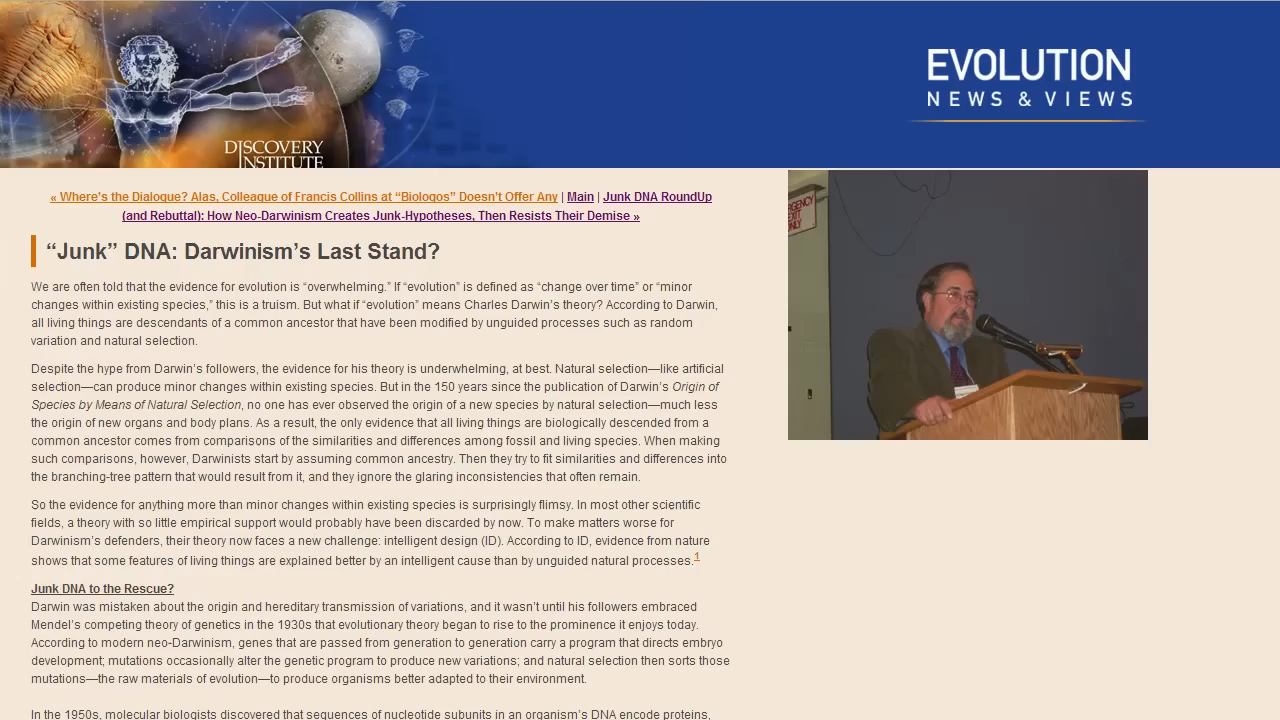 EVOLUTION
NEWS & VIEWS
DISCOVERY
INSTITUTE
« Where's the Dialogue? Alas, Colleague of Francis Collins at “Biologos” Doesn't Offer Any | Main | Junk DNA RoundUp
(and Rebuttal): How Neo-Darwinism Creates Junk-Hypotheses, Then Resists Their Demise »
EMERGENCY
EXIT
ONLY
“Junk” DNA: Darwinism’s Last Stand?
We are often told that the evidence for evolution is “overwhelming.” If “evolution” is defined as “change over time” or “minor
changes within existing species,” this is a truism. But what if “evolution” means Charles Darwin’s theory? According to Darwin,
all living things are descendants of a common ancestor that have been modified by unguided processes such as random
variation and natural selection.
Despite the hype from Darwin’s followers, the evidence for his theory is underwhelming, at best. Natural selection—like artificial
selection—can produce minor changes within existing species. But in the 150 years since the publication of Darwin’s Origin of
Species by Means of Natural Selection, no one has ever observed the origin of a new species by natural selection—much less
the origin of new organs and body plans. As a result, the only evidence that all living things are biologically descended from a
common ancestor comes from comparisons of the similarities and differences among fossil and living species. When making
such comparisons, however, Darwinists start by assuming common ancestry. Then they try to fit similarities and differences into
the branching-tree pattern that would result from it, and they ignore the glaring inconsistencies that often remain.
So the evidence for anything more than minor changes within existing species is surprisingly flimsy. In most other scientific
fields, a theory with so little empirical support would probably have been discarded by now. To make matters worse for
Darwinism’s defenders, their theory now faces a new challenge: intelligent design (ID). According to ID, evidence from nature
shows that some features of living things are explained better by an intelligent cause than by unguided natural processes.1
Junk DNA to the Rescue?
Darwin was mistaken about the origin and hereditary transmission of variations, and it wasn’t until his followers embraced
Mendel’s competing theory of genetics in the 1930s that evolutionary theory began to rise to the prominence it enjoys today.
According to modern neo-Darwinism, genes that are passed from generation to generation carry a program that directs embryo
development; mutations occasionally alter the genetic program to produce new variations; and natural selection then sorts those
mutations—the raw materials of evolution—to produce organisms better adapted to their environment.
In the 1950s, molecular biologists discovered that sequences of nucleotide subunits in an organism’s DNA encode proteins,